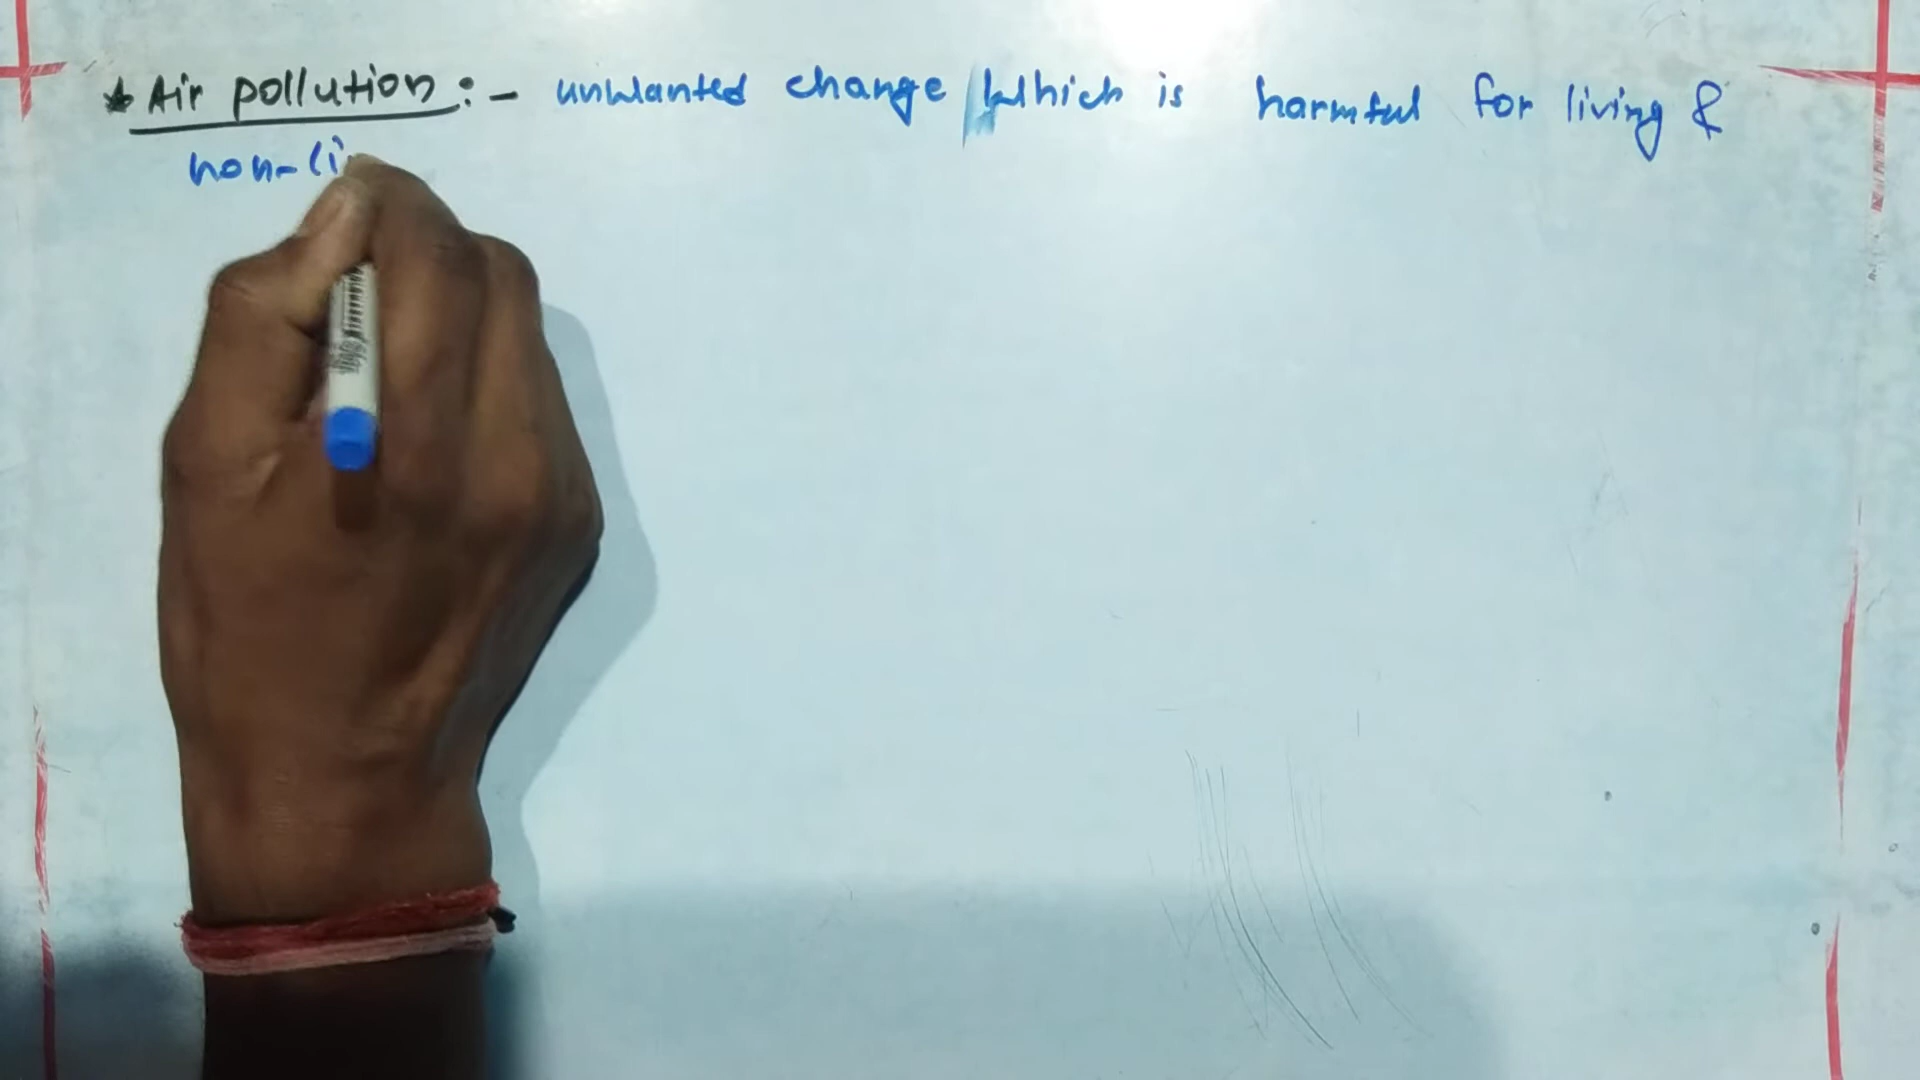 ★ Air pollution :- unwanted change which is harmful for living &
non-li